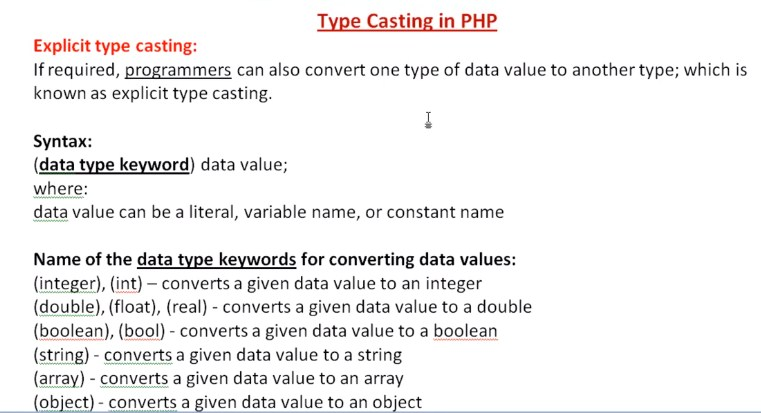 Type Casting in PHP
Explicit type casting:
If required, programmers can also convert one type of data value to another type; which is
known as explicit type casting.
Syntax:
(data type keyword) data value;
where:
data value can be a literal, variable name, or constant name
Name of the data type keywords for converting data values:
(integer), (int) – converts a given data value to an integer
(double), (float), (real) - converts a given data value to a double
(boolean), (bool) - converts a given data value to a boolean
(string) - converts a given data value to a string
(array) - converts a given data value to an array
(object) - converts a given data value to an object